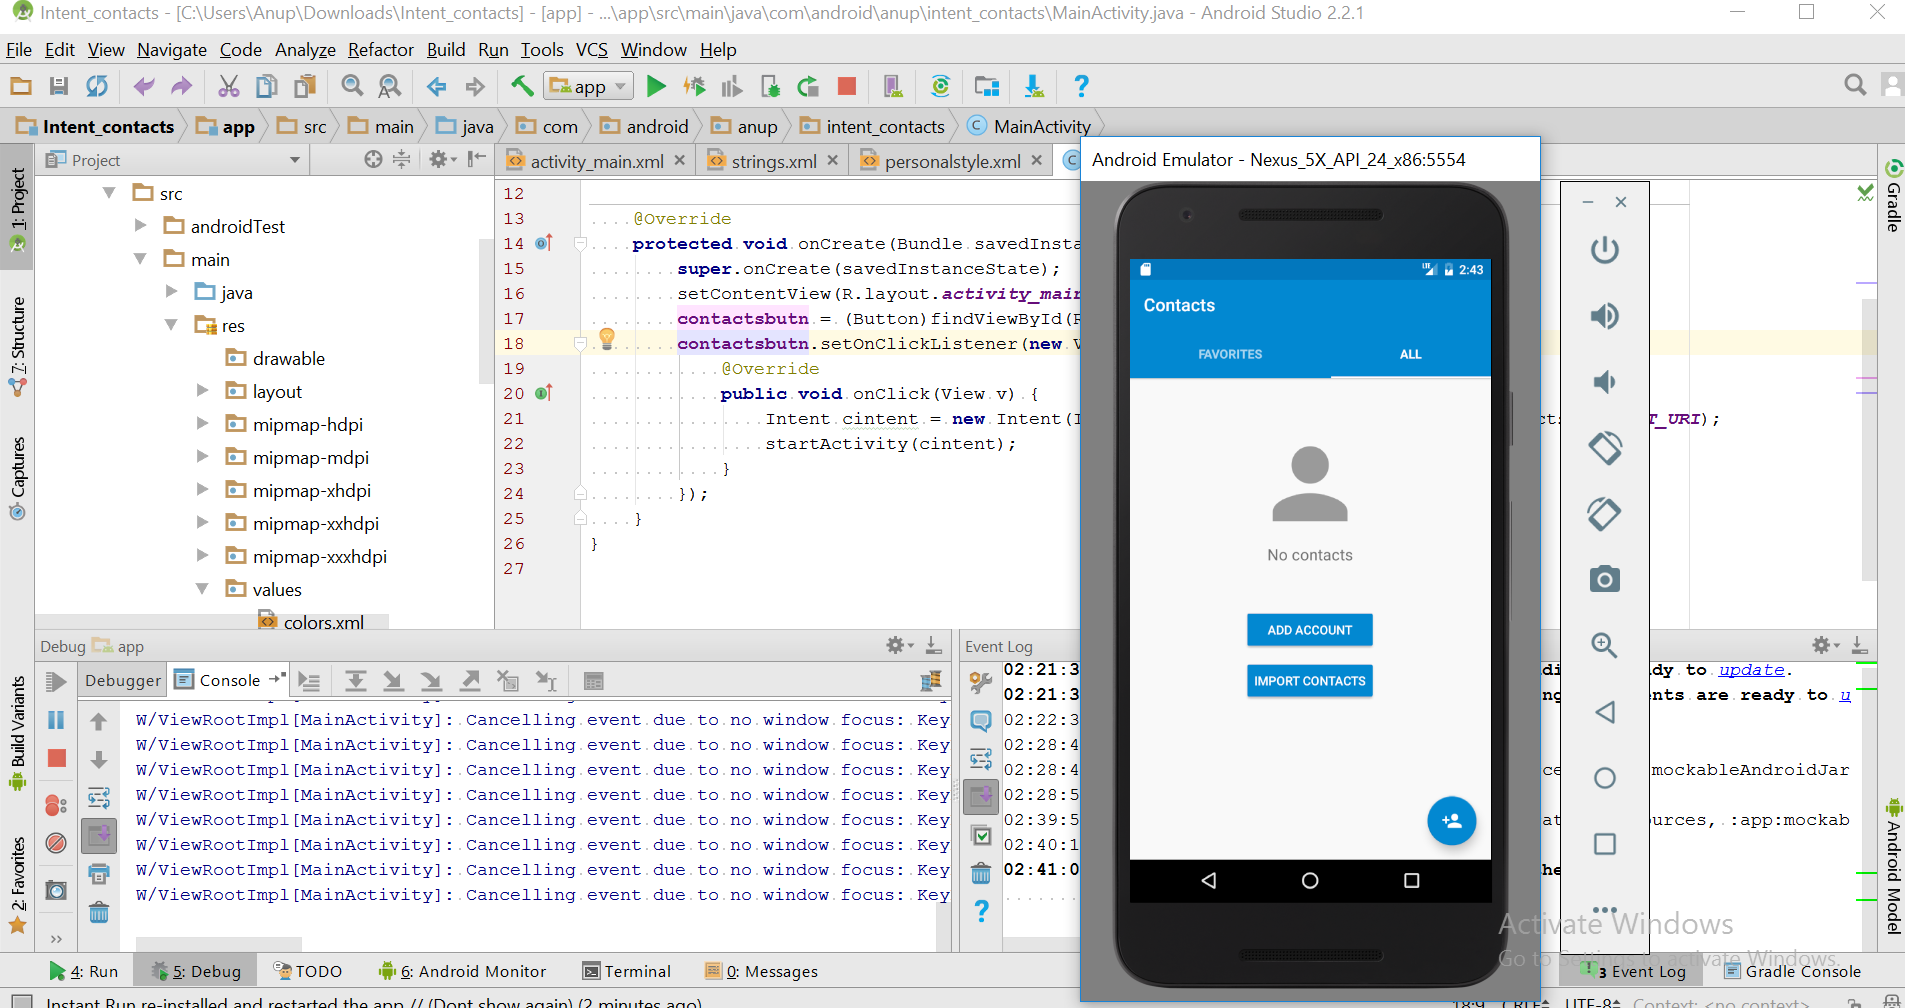 Intent_contacts - [C:\Users\Anup\Downloads\Intent_contacts] - [app] - ...\app\src\main\java\com\android\anup\intent_contacts\MainActivity.java - Android Studio 2.2.1
File Edit View Navigate Code Analyze Refactor Build Run Tools VCS Window Help
app
Intent_contacts app src main java com android anup intent_contacts MainActivity
Project
activity_main.xml strings.xml personalstyle.xml
1: Project
7: Structure
Captures
Build Variants
2: Favorites
src
androidTest
main
java
res
drawable
layout
mipmap-hdpi
mipmap-mdpi
mipmap-xhdpi
mipmap-xxhdpi
mipmap-xxxhdpi
values
colors.xml
12
13 @Override
14 protected void onCreate(Bundle savedInsta
15 super.onCreate(savedInstanceState);
16 setContentView(R.layout.activity_main
17 contactsbutn = (Button)findViewById(R
18 contactsbutn.setOnClickListener(new V
19 @Override
20 public void onClick(View v) {
21 Intent cintent = new Intent(I ct T_URI);
22 startActivity(cintent);
23 }
24 });
25 }
26 }
27
Android Emulator - Nexus_5X_API_24_x86:5554
LTE 2:43
Contacts
FAVORITES ALL
No contacts
ADD ACCOUNT
IMPORT CONTACTS
Gradle
Android Model
Debug app
Debugger Console
W/ViewRootImpl[MainActivity]: Cancelling event due to no window focus: Key
W/ViewRootImpl[MainActivity]: Cancelling event due to no window focus: Key
W/ViewRootImpl[MainActivity]: Cancelling event due to no window focus: Key
W/ViewRootImpl[MainActivity]: Cancelling event due to no window focus: Key
W/ViewRootImpl[MainActivity]: Cancelling event due to no window focus: Key
W/ViewRootImpl[MainActivity]: Cancelling event due to no window focus: Key
W/ViewRootImpl[MainActivity]: Cancelling event due to no window focus: Key
W/ViewRootImpl[MainActivity]: Cancelling event due to no window focus: Key
Event Log
02:21:3 di dy to update.
02:21:3 ng nts are ready to u
02:22:3
02:28:4
02:28:4 ce mockableAndroidJar
02:28:5
02:39:5 at ources, :app:mockab
02:40:1
02:41:0 he
Activate Windows
Go to Settings to activate Windows.
4: Run 5: Debug TODO 6: Android Monitor Terminal 0: Messages 3 Event Log Gradle Console
Instant Run re-installed and restarted the app // (Dont show again) (2 minutes ago) 18:9 CRLF UTF-8 Context: <no context>